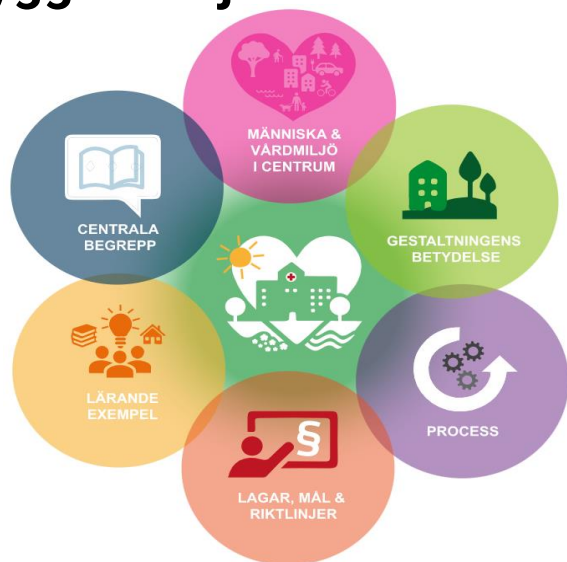 MÄNNISKA &
VÅRDMILJÖ
I CENTRUM
GESTALTNINGENS
BETYDELSE
PROCESS
LAGAR, MÅL &
RIKTLINJER
§
LÄRANDE
EXEMPEL
CENTRALA
BEGREPP